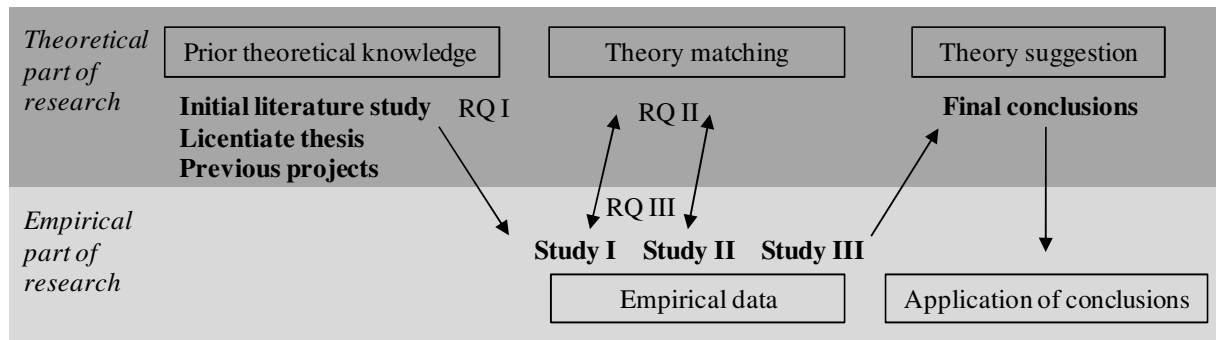 Theoretical
part of
research
Prior theoretical knowledge
Theory matching
Theory suggestion
Initial literature study
RQ I
RQ II
Final conclusions
Licentiate thesis
Previous projects
Empirical
part of
research
RQ III
Study I
Study II
Study III
Empirical data
Application of conclusions